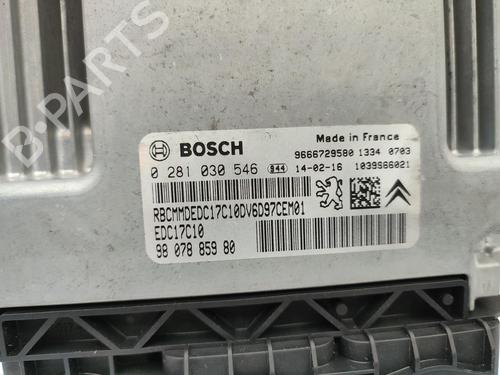 B-PARTS
BOSCH
Made in France
0 281 030 546 844 14-02-16
9666729580 1334 0703
1039S66021
RBCMMDEDC17C10DV6D97CEM01
EDC17C10
98 078 859 80